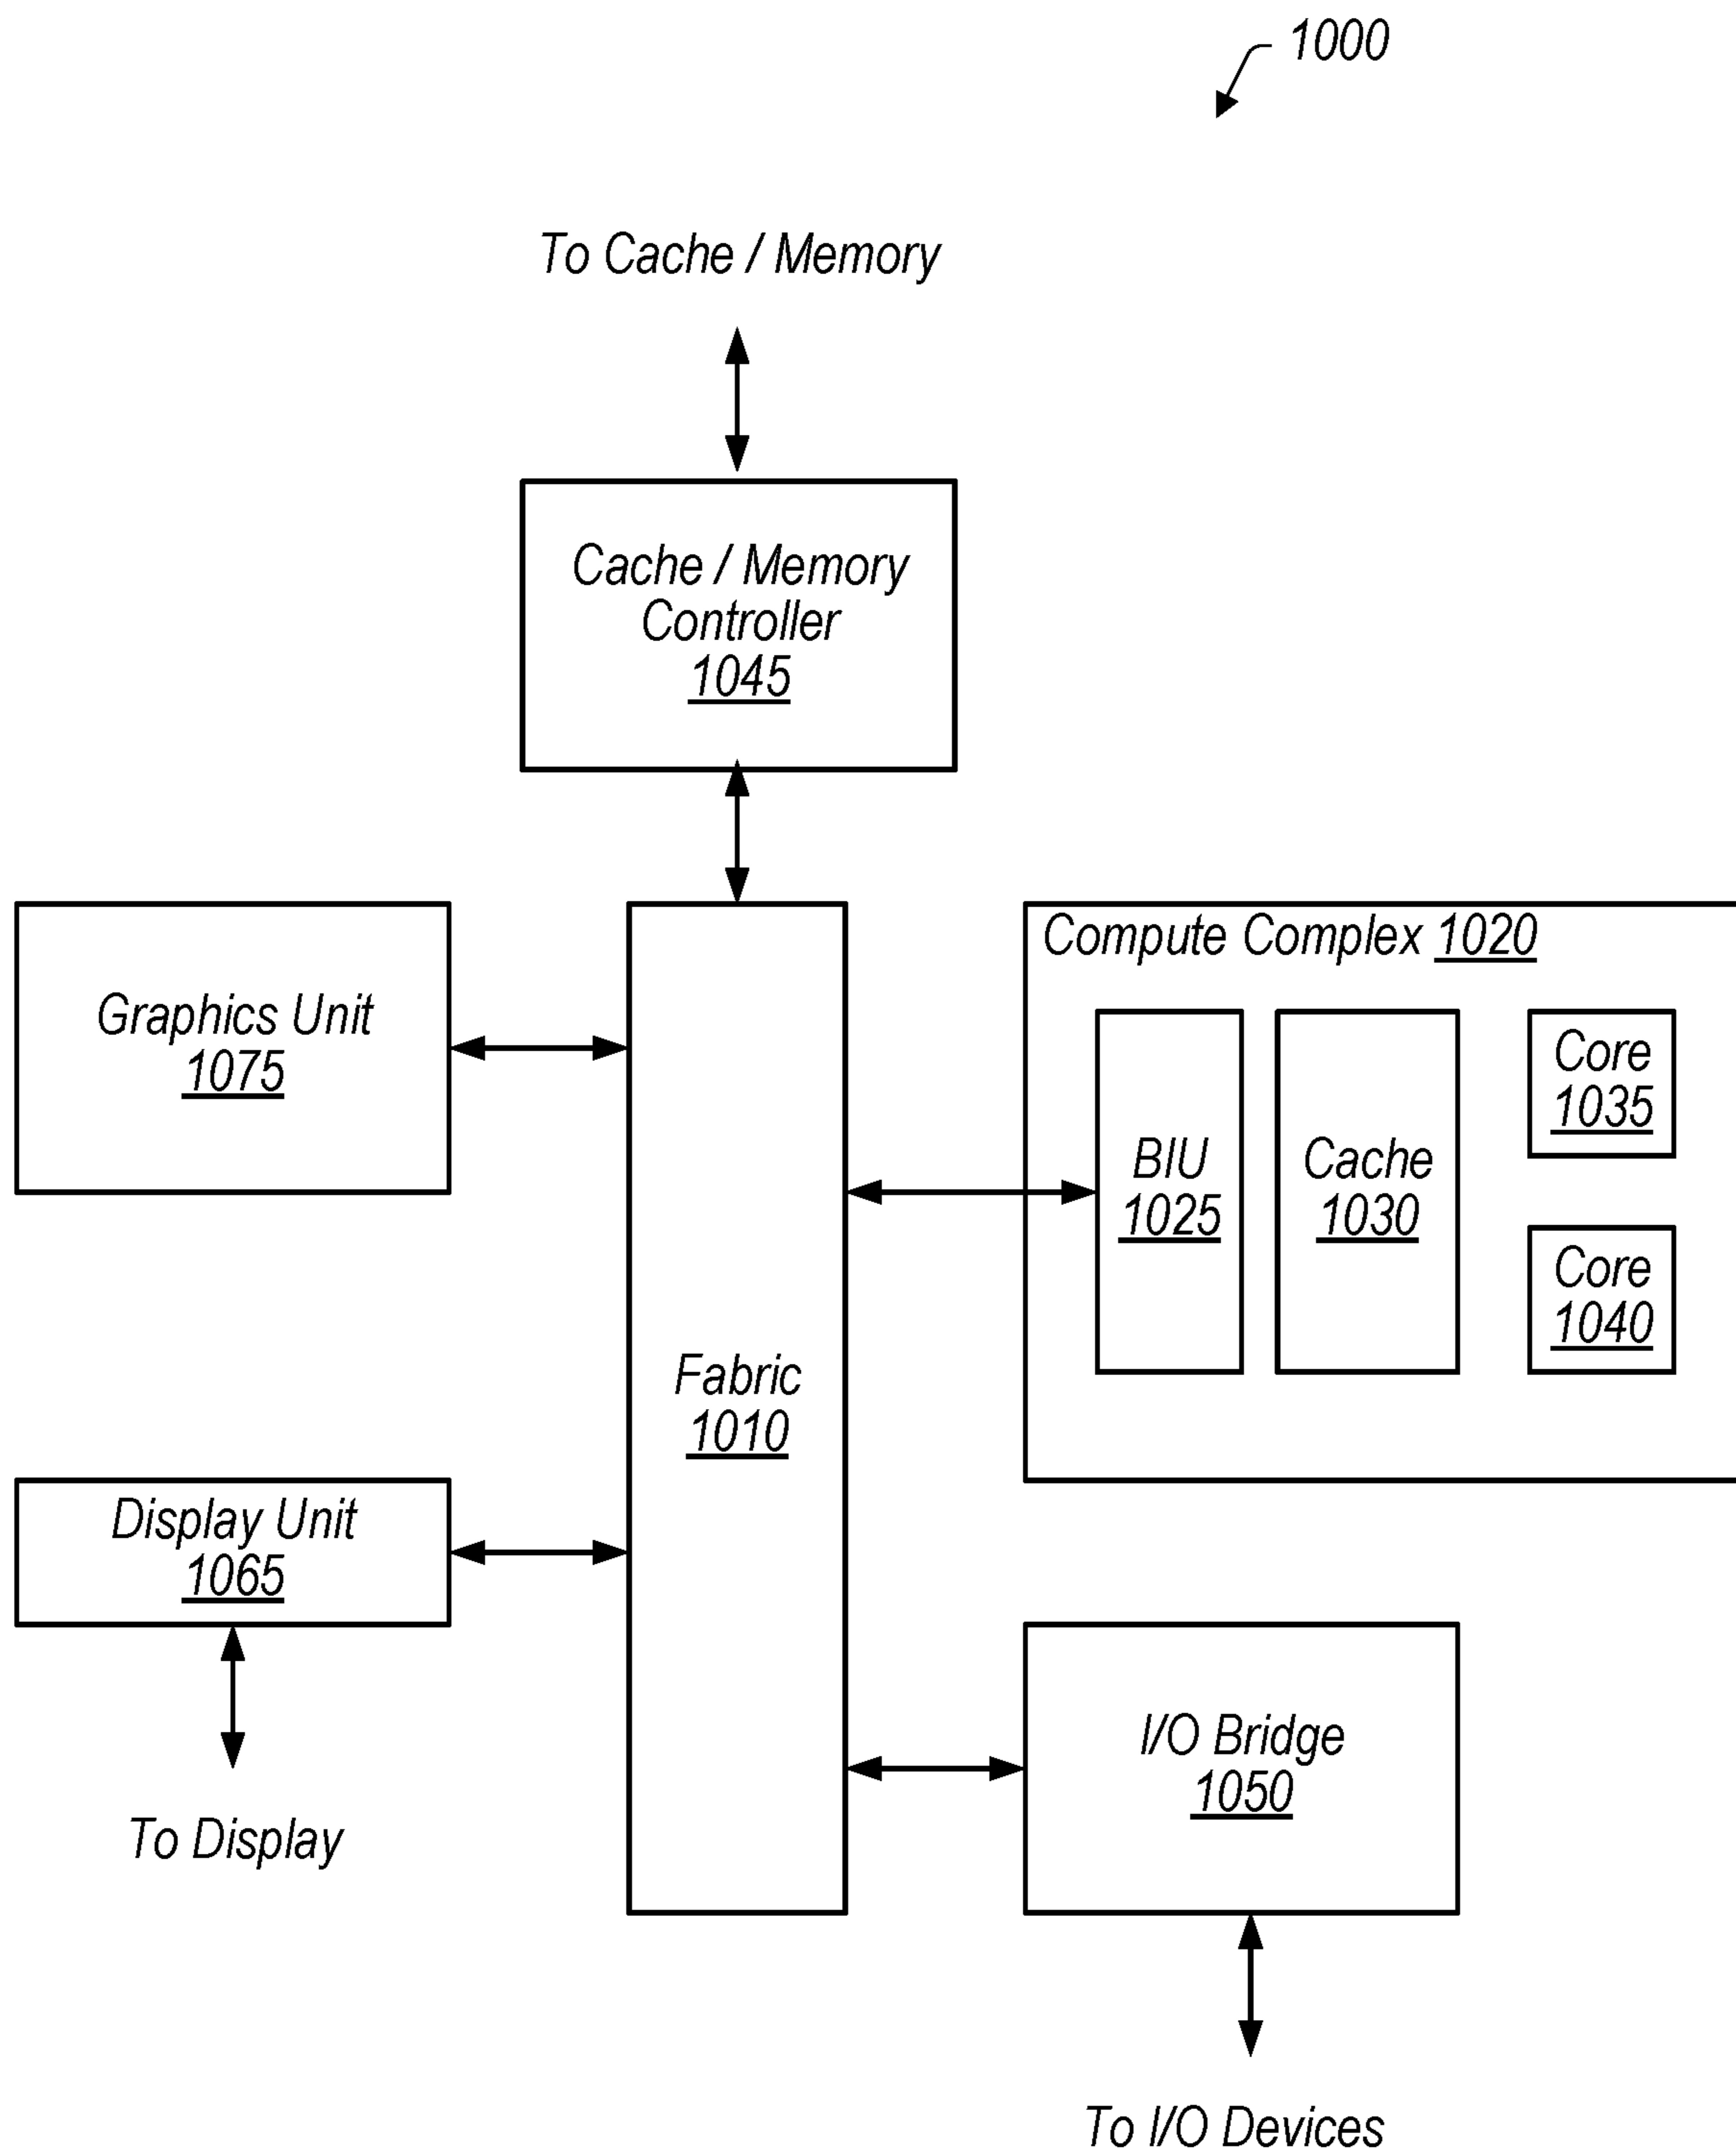 1000
To Cache / Memory
Cache / Memory
Controller
1045
Graphics Unit
1075
Compute Complex 1020
BIU
1025
Cache
1030
Core
1035
Core
1040
Fabric
1010
Display Unit
1065
To Display
I/O Bridge
1050
To I/O Devices